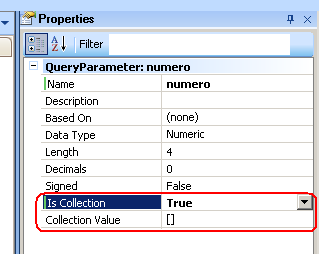 Properties
Filter
QueryParameter: numero
Name numero
Description
Based On (none)
Data Type Numeric
Length 4
Decimals 0
Signed False
Is Collection True
Collection Value []